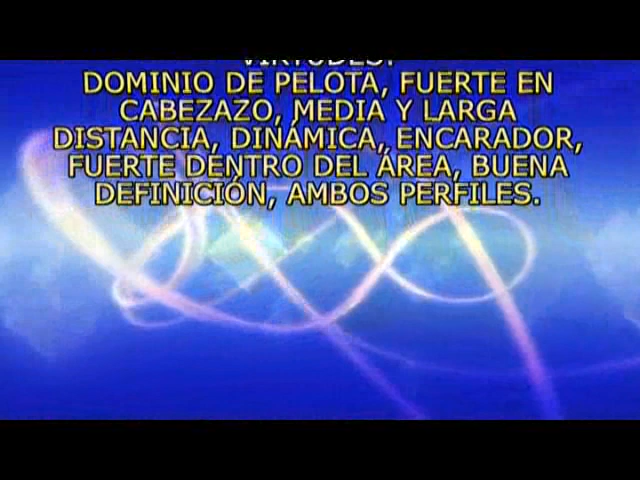 VIRTUDES:
DOMINIO DE PELOTA, FUERTE EN
CABEZAZO, MEDIA Y LARGA
DISTANCIA, DINÁMICA, ENCARADOR,
FUERTE DENTRO DEL ÁREA, BUENA
DEFINICIÓN, AMBOS PERFILES.